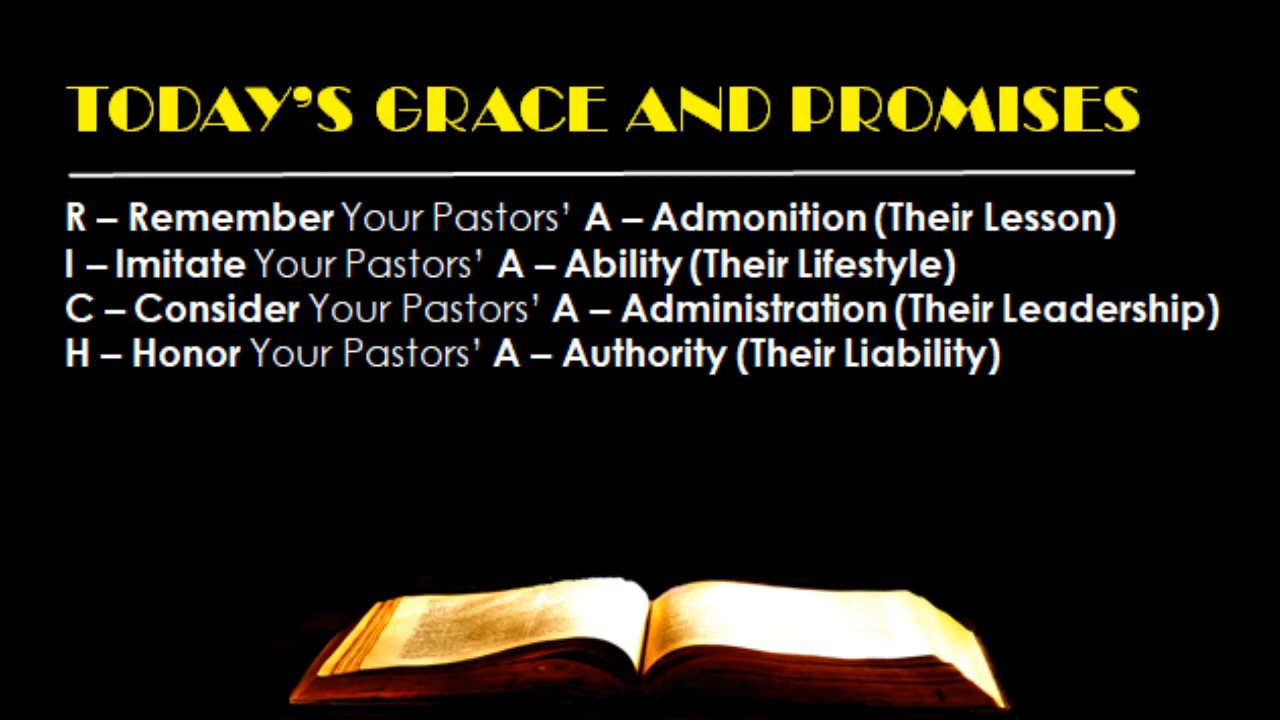 TODAY'S GRACE AND PROMISES
R – Remember Your Pastors’ A – Admonition (Their Lesson)
I – Imitate Your Pastors’ A – Ability (Their Lifestyle)
C – Consider Your Pastors’ A – Administration (Their Leadership)
H – Honor Your Pastors’ A – Authority (Their Liability)